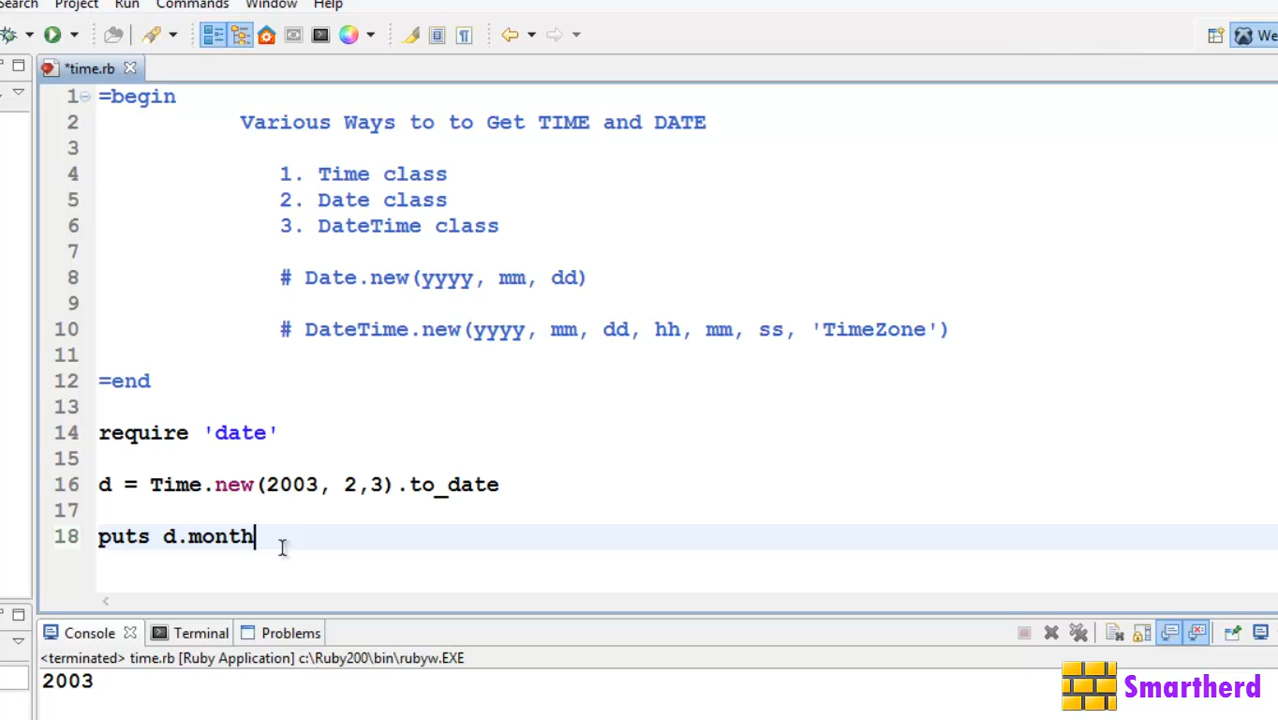 Search Project Run Commands Window Help
We
*time.rb
1 =begin
2 Various Ways to to Get TIME and DATE
3
4 1. Time class
5 2. Date class
6 3. DateTime class
7
8 # Date.new(yyyy, mm, dd)
9
10 # DateTime.new(yyyy, mm, dd, hh, mm, ss, 'TimeZone')
11
12 =end
13
14 require 'date'
15
16 d = Time.new(2003, 2,3).to_date
17
18 puts d.month
Console Terminal Problems
<terminated> time.rb [Ruby Application] c:\Ruby200\bin\rubyw.EXE
2003
Smartherd